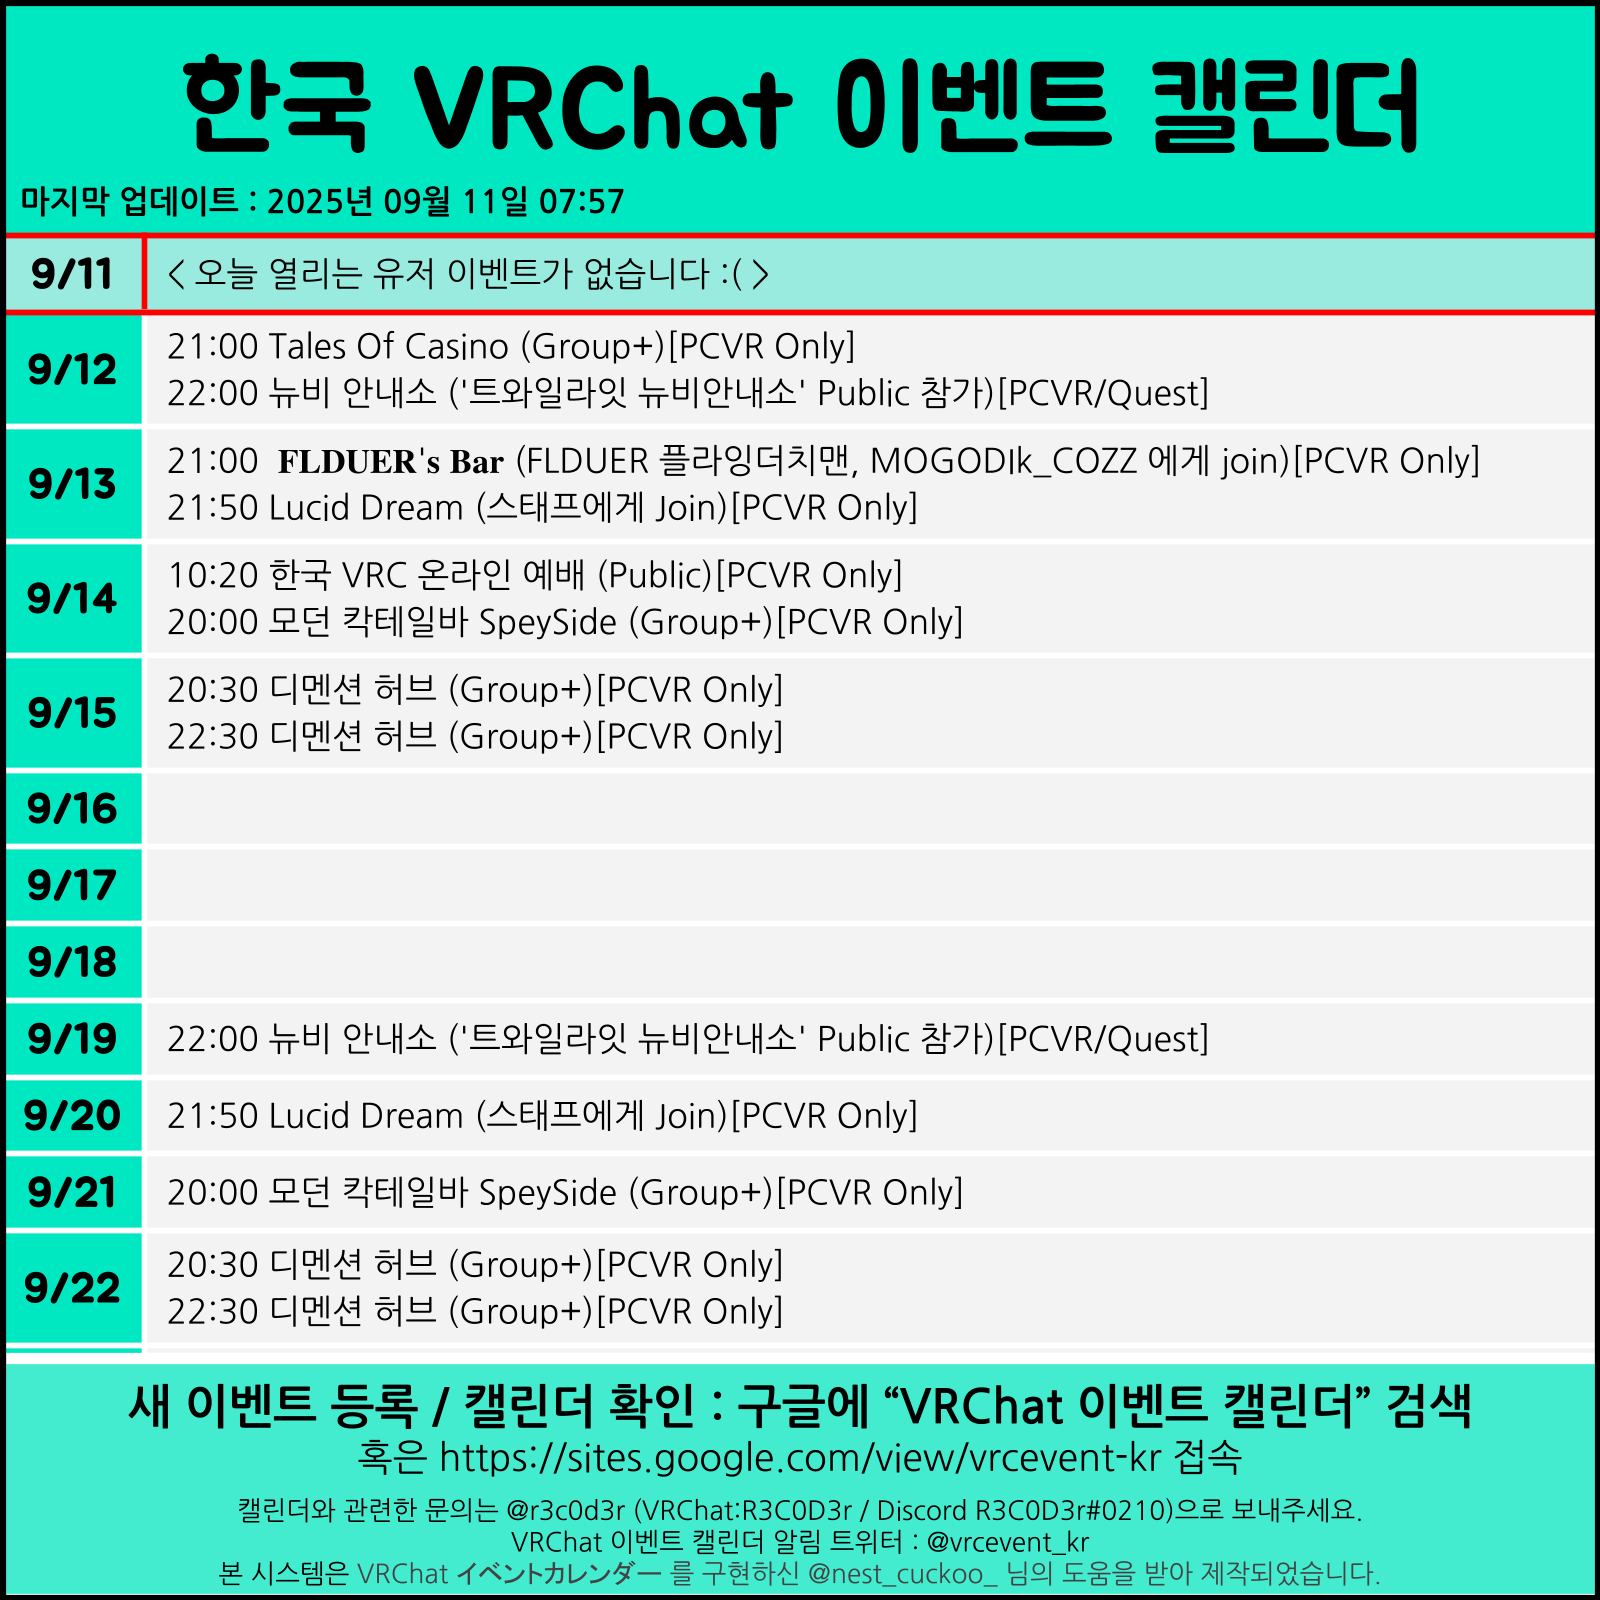 한국 VRChat 이벤트 캘린더
마지막 업데이트 : 2025년 09월 11일 07:57
9/11
< 오늘 열리는 유저 이벤트가 없습니다 :( >
9/12
21:00 Tales Of Casino (Group+)[PCVR Only]
22:00 뉴비 안내소 ('트와일라잇 뉴비안내소' Public 참가)[PCVR/Quest]
9/13
21:00 𝐅𝐋𝐃𝐔𝐄𝐑'𝐬 𝐁𝐚𝐫 (FLDUER 플라잉더치맨, MOGODIk_COZZ 에게 join)[PCVR Only]
21:50 Lucid Dream (스태프에게 Join)[PCVR Only]
9/14
10:20 한국 VRC 온라인 예배 (Public)[PCVR Only]
20:00 모던 칵테일바 SpeySide (Group+)[PCVR Only]
9/15
20:30 디멘션 허브 (Group+)[PCVR Only]
22:30 디멘션 허브 (Group+)[PCVR Only]
9/16
9/17
9/18
9/19
22:00 뉴비 안내소 ('트와일라잇 뉴비안내소' Public 참가)[PCVR/Quest]
9/20
21:50 Lucid Dream (스태프에게 Join)[PCVR Only]
9/21
20:00 모던 칵테일바 SpeySide (Group+)[PCVR Only]
9/22
20:30 디멘션 허브 (Group+)[PCVR Only]
22:30 디멘션 허브 (Group+)[PCVR Only]
새 이벤트 등록 / 캘린더 확인 : 구글에 “VRChat 이벤트 캘린더” 검색
혹은 https://sites.google.com/view/vrcevent-kr 접속
캘린더와 관련한 문의는 @r3c0d3r (VRChat:R3C0D3r / Discord R3C0D3r#0210)으로 보내주세요.
VRChat 이벤트 캘린더 알림 트위터 : @vrcevent_kr
본 시스템은 VRChat イベントカレンダー 를 구현하신 @nest_cuckoo_ 님의 도움을 받아 제작되었습니다.